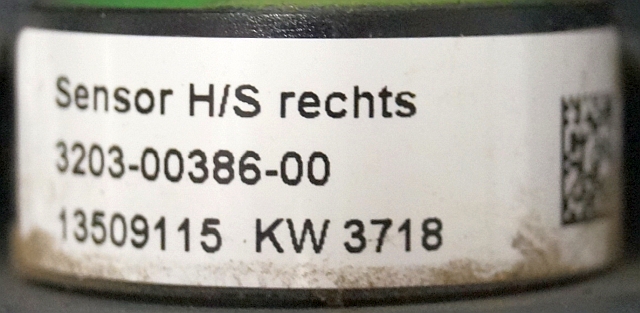 Sensor H/S rechts
3203-00386-00
13509115 KW 3718